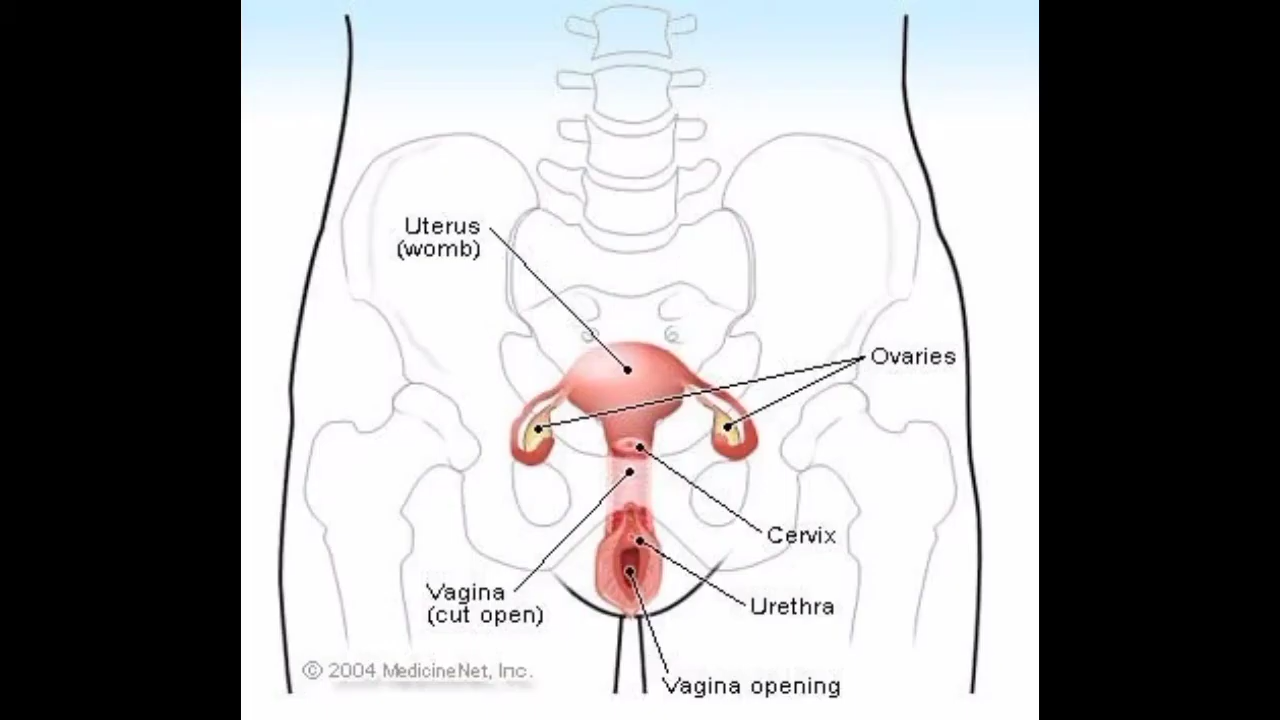 Uterus
(womb)
Ovaries
Cervix
Vagina
(cut open)
Urethra
© 2004 MedicineNet, Inc.
Vagina opening